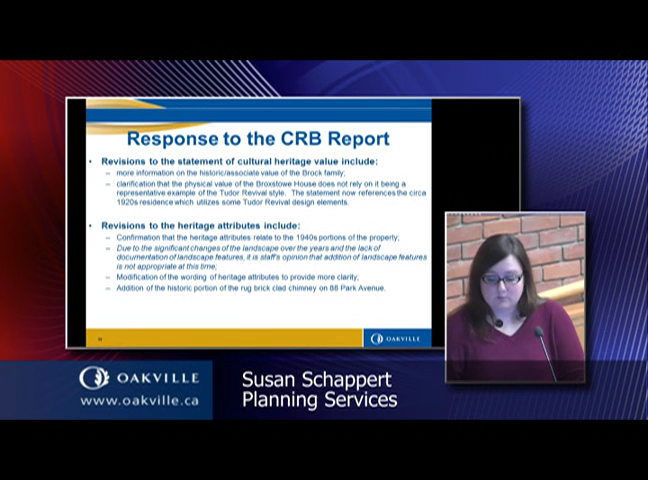 Response to the CRB Report
• Revisions to the statement of cultural heritage value include:
– more information on the historic/associate value of the Brock family;
– clarification that the physical value of the Broxstowe House does not rely on it being a
representative example of the Tudor Revival style. The statement now references the circa
1920s residence which utilizes some Tudor Revival design elements.
• Revisions to the heritage attributes include:
– Confirmation that the heritage attributes relate to the 1940s portions of the property;
– Due to the significant changes of the landscape over the years and the lack of
documentation of landscape features, it is staff's opinion that addition of landscape features
is not appropriate at this time;
– Modification of the wording of heritage attributes to provide more clarity;
– Addition of the historic portion of the rug brick clad chimney on 88 Park Avenue.
OAKVILLE
OAKVILLE
www.oakville.ca
Susan Schappert
Planning Services